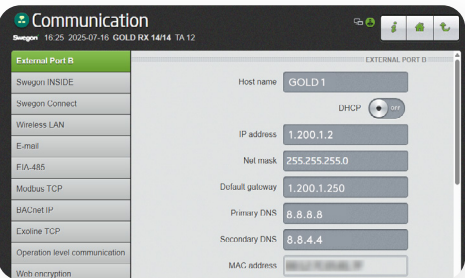 Communication
Swegon 16:25 2025-07-16 GOLD RX 14/14 TA 12
External Port B
Swegon INSIDE
Swegon Connect
Wireless LAN
E-mail
EIA-485
Modbus TCP
BACnet IP
Exoline TCP
Operation level communication
Web encryption
EXTERNAL PORT B
Host name GOLD 1
DHCP OFF
IP address 1.200.1.2
Net mask 255.255.255.0
Default gateway 1.200.1.250
Primary DNS 8.8.8.8
Secondary DNS 8.8.4.4
MAC address